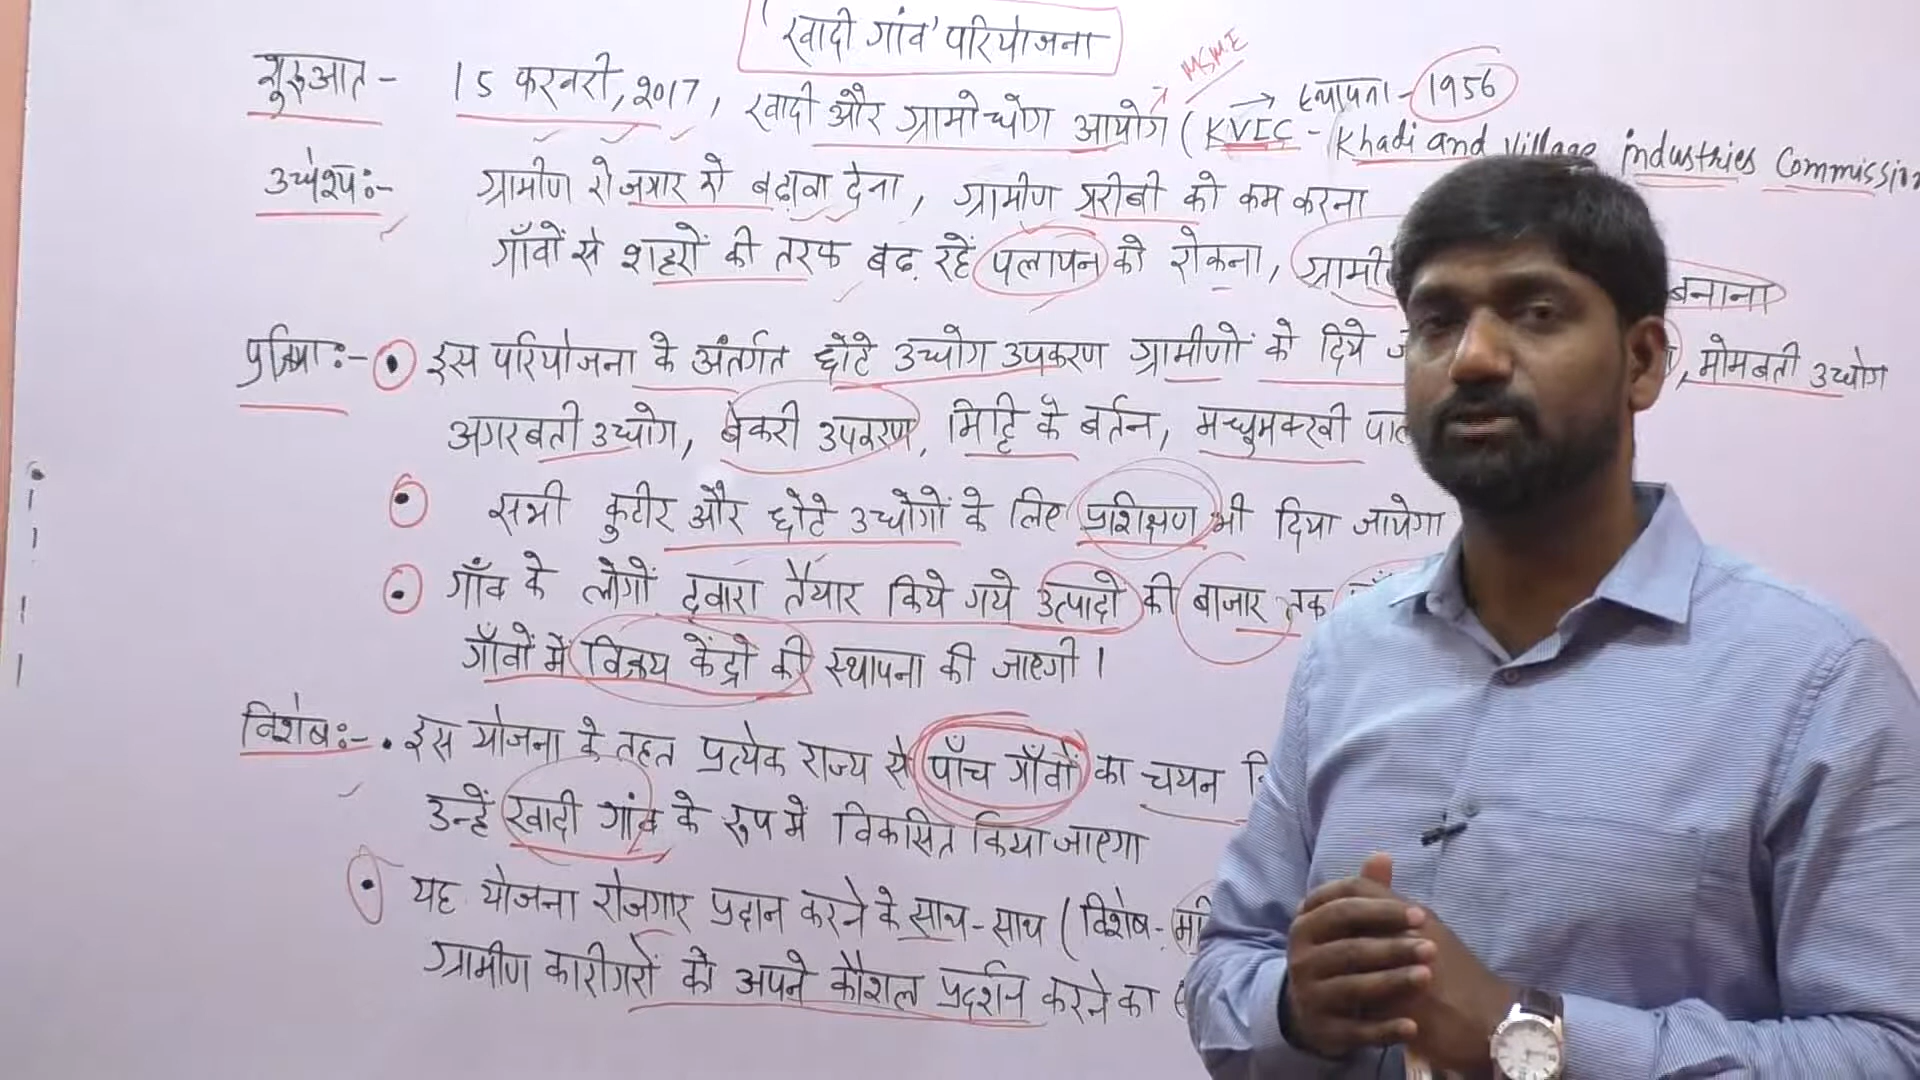 'खादी गांव' परियोजना
शुरुआत - 15 फरवरी, 2017, खादी और ग्रामोद्योग आयोग (KVIC - Khadi and Village industries Commission
MSME
→ स्थापना - 1956
उद्देश्य:- ग्रामीण रोजगार को बढ़ावा देना, ग्रामीण गरीबी को कम करना
गाँवों से शहरों की तरफ बढ़ रहें पलायन को रोकना, ग्रामी बनाना
प्रक्रिया:- • इस परियोजना के अंतर्गत छोटे उद्योग उपकरण ग्रामीणों को दिये , मोमबती उद्योग
अगरबती उद्योग, बेकरी उपकरण, मिट्टि के बर्तन, मधुमक्खी पाल
• सभी कुटीर और छोटे उद्योगों के लिए प्रशिक्षण भी दिया जायेगा
• गाँव के लोगों द्वारा तैयार किये गये उत्पादों की बाजार तक
गाँवों में विक्रय केंद्रो की स्थापना की जाएगी।
विशेष:- • इस योजना के तहत प्रत्येक राज्य से पाँच गाँवों का चयन
उन्हें खादी गांव के रूप में विकसित किया जाएगा
• यह योजना रोजगार प्रदान करने के साथ-साथ (विशेष-
ग्रामीण कारीगरों को अपने कौशल प्रदर्शन करने का